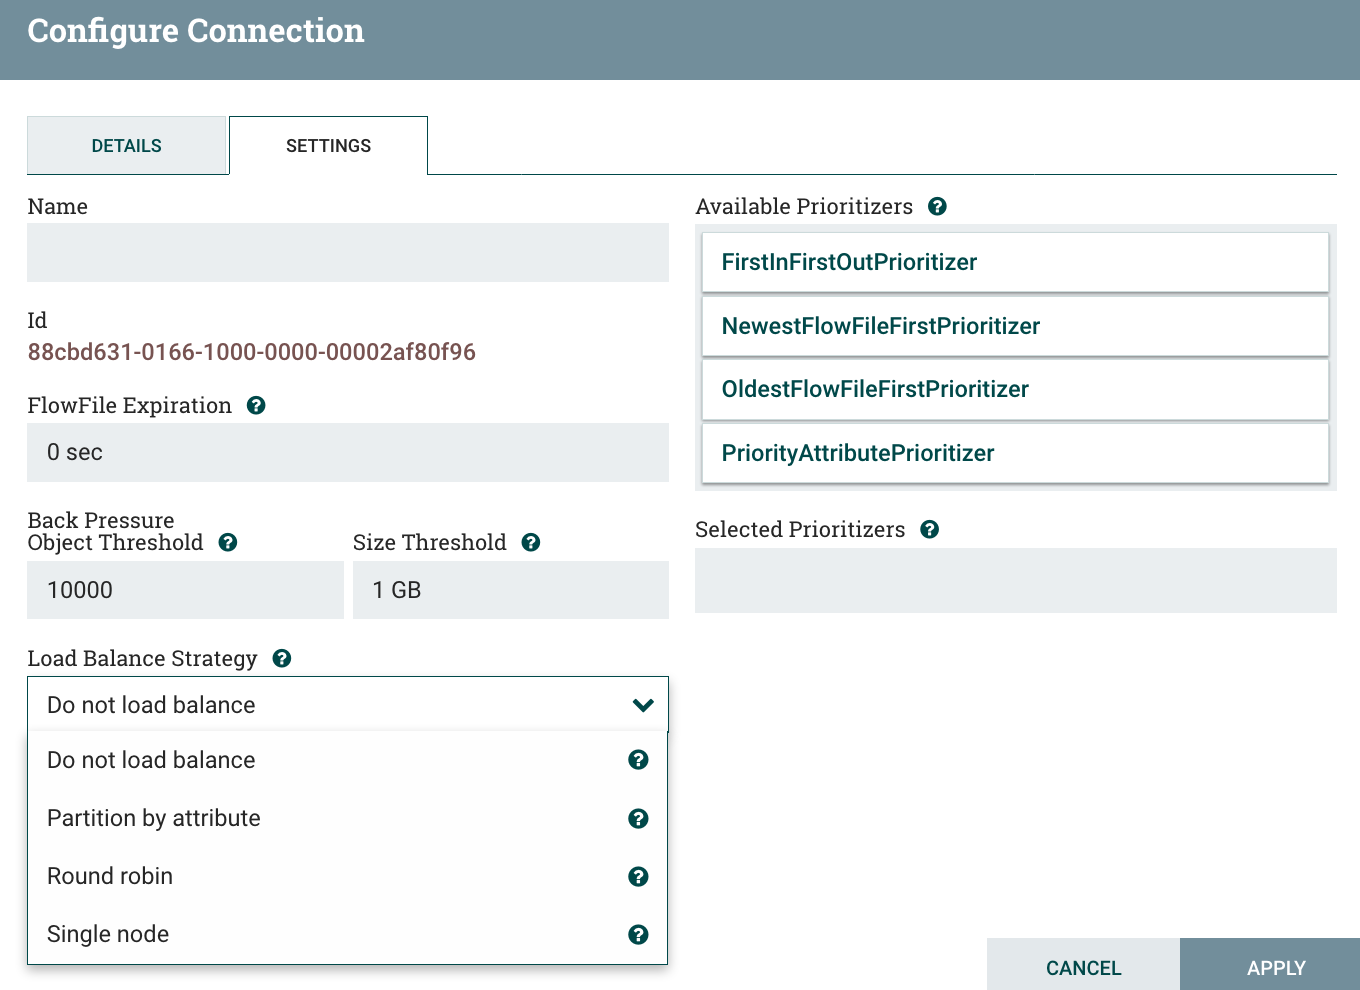 Configure Connection
DETAILS
SETTINGS
Name
Id
88cbd631-0166-1000-0000-00002af80f96
FlowFile Expiration
0 sec
Back Pressure
Object Threshold
Size Threshold
10000
1 GB
Load Balance Strategy
Do not load balance
Do not load balance
Partition by attribute
Round robin
Single node
Available Prioritizers
FirstInFirstOutPrioritizer
NewestFlowFileFirstPrioritizer
OldestFlowFileFirstPrioritizer
PriorityAttributePrioritizer
Selected Prioritizers
CANCEL
APPLY